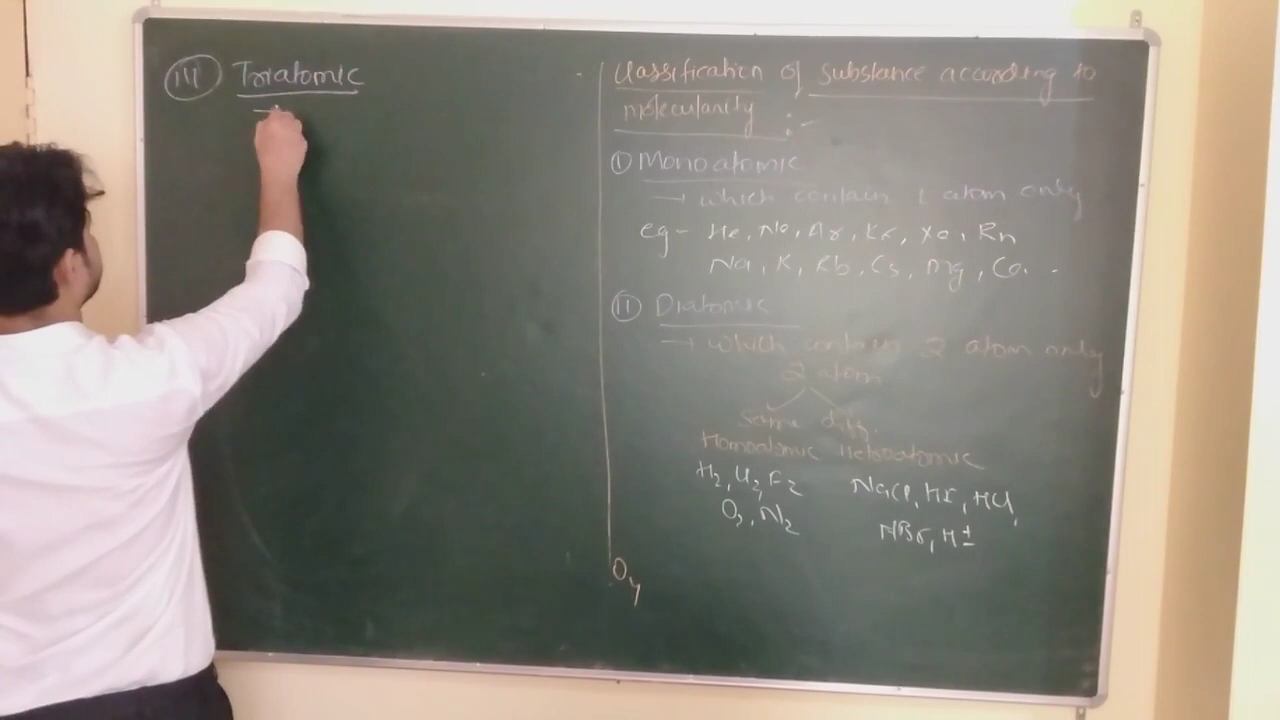 (III) Triatomic
Classification of substance according to
molecularity :-
(I) Monoatomic
→ which contain 1 atom only
eg - He, Ne, Ar, Kr, Xe, Rn
Na, K, Rb, Cs, Mg, Ca.
(II) Diatomic
→ which contain 2 atom only
2 atom
Same diff.
Homoatomic Hetroatomic
H2, Cl2, F2 NaCl, HF, HCl,
O2, N2 HBr, HI